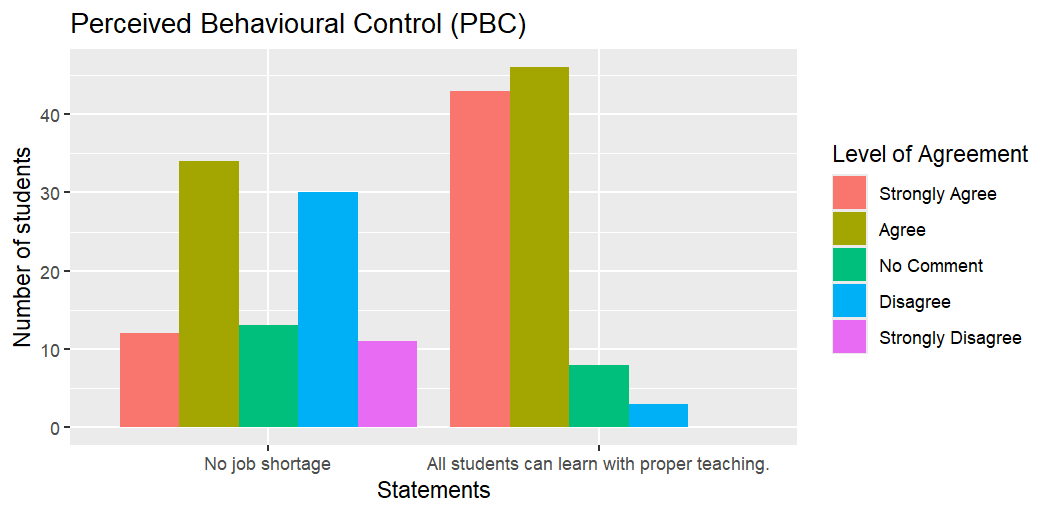 Perceived Behavioural Control (PBC)
Number of students
40
30
20
10
0
No job shortage
All students can learn with proper teaching.
Statements
Level of Agreement
Strongly Agree
Agree
No Comment
Disagree
Strongly Disagree